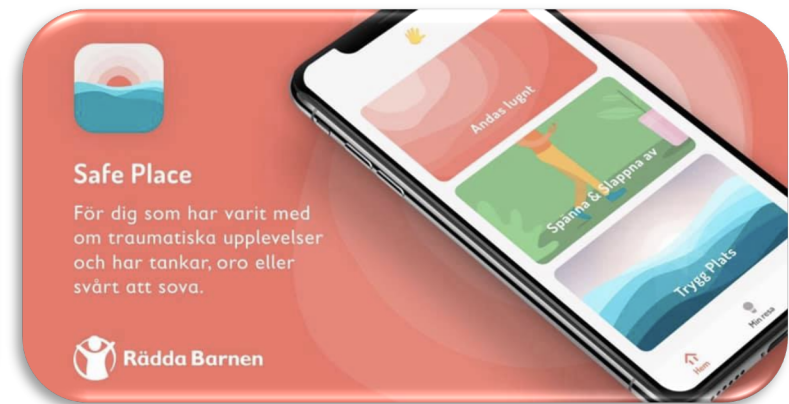 Safe Place
För dig som har varit med
om traumatiska upplevelser
och har tankar, oro eller
svårt att sova.
Rädda Barnen
Andas lugnt
Spänna & Slappna av
Trygg Plats
Hem
Min resa